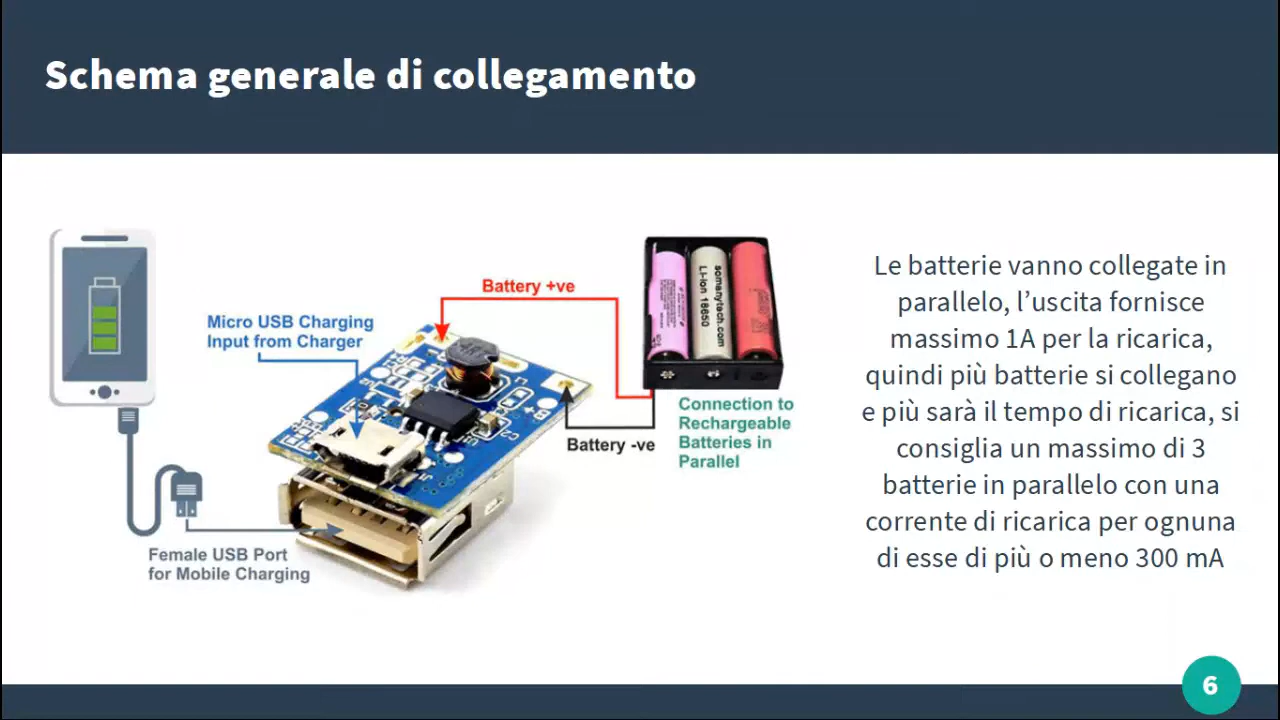 Schema generale di collegamento
Battery +ve
Micro USB Charging
Input from Charger
somanytech.com
Li-ion 18650
Battery -ve
Connection to
Rechargeable
Batteries in
Parallel
Female USB Port
for Mobile Charging
Le batterie vanno collegate in
parallelo, l’uscita fornisce
massimo 1A per la ricarica,
quindi più batterie si collegano
e più sarà il tempo di ricarica, si
consiglia un massimo di 3
batterie in parallelo con una
corrente di ricarica per ognuna
di esse di più o meno 300 mA
6